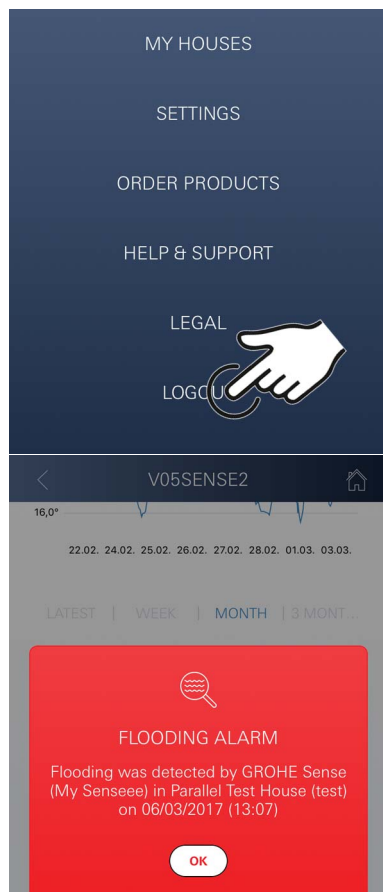 MY HOUSES
SETTINGS
ORDER PRODUCTS
HELP & SUPPORT
LEGAL
LOGOU
V05SENSE2
16,0°
22.02. 24.02. 25.02. 26.02. 27.02. 28.02. 01.03. 03.03.
LATEST | WEEK | MONTH | 3 MONT...
FLOODING ALARM
Flooding was detected by GROHE Sense
(My Senseee) in Parallel Test House (test)
on 06/03/2017 (13:07)
OK